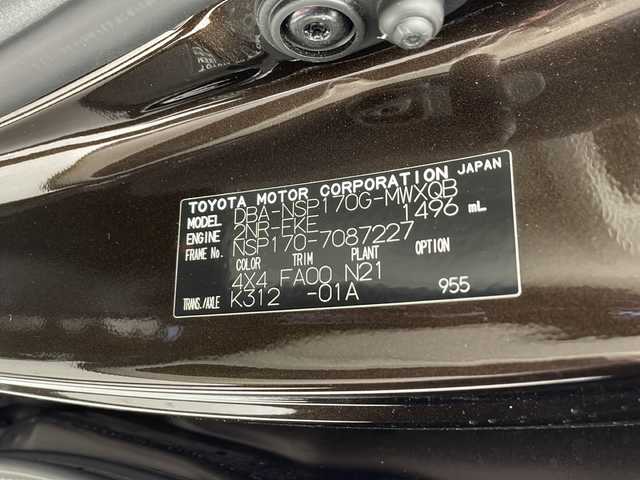 TOYOTA MOTOR CORPORATION JAPAN
MODEL DBA-NSP170G-MWXQB
ENGINE 2NR-FKE 1496 mL
FRAME No. NSP170-7087227
COLOR TRIM PLANT OPTION
4X4 FA00 N21
TRANS./AXLE K312 -01A 955